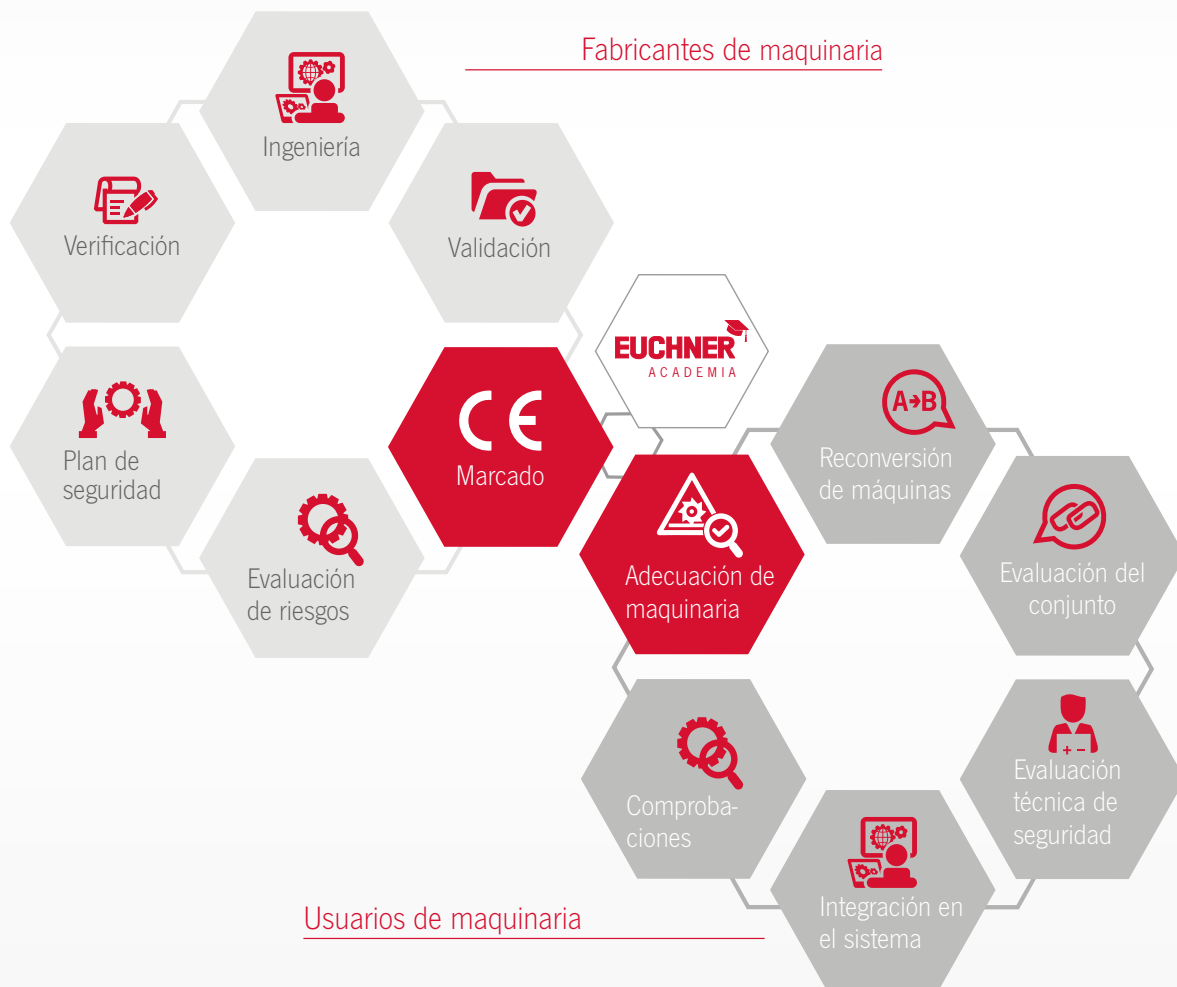 Fabricantes de maquinaria
Ingeniería
Verificación
Validación
EUCHNER
ACADEMIA
Plan de
seguridad
CE
Marcado
Evaluación
de riesgos
A→B
Reconversión
de máquinas
Adecuación de
maquinaria
Evaluación del
conjunto
Comproba-
ciones
+ −
Evaluación
técnica de
seguridad
Integración en
el sistema
Usuarios de maquinaria